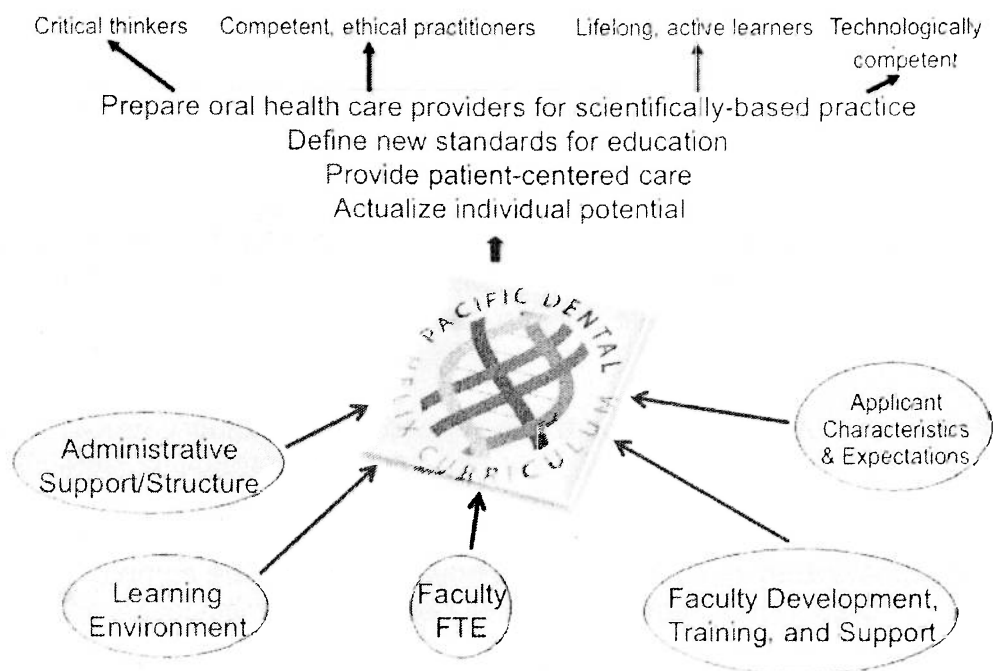 Critical thinkers
Competent, ethical practitioners
Lifelong, active learners
Technologically
competent
Prepare oral health care providers for scientifically-based practice
Define new standards for education
Provide patient-centered care
Actualize individual potential
PACIFIC DENTAL
HELIX CURRICULUM
Administrative
Support/Structure
Applicant
Characteristics
& Expectations
Learning
Environment
Faculty
FTE
Faculty Development,
Training, and Support